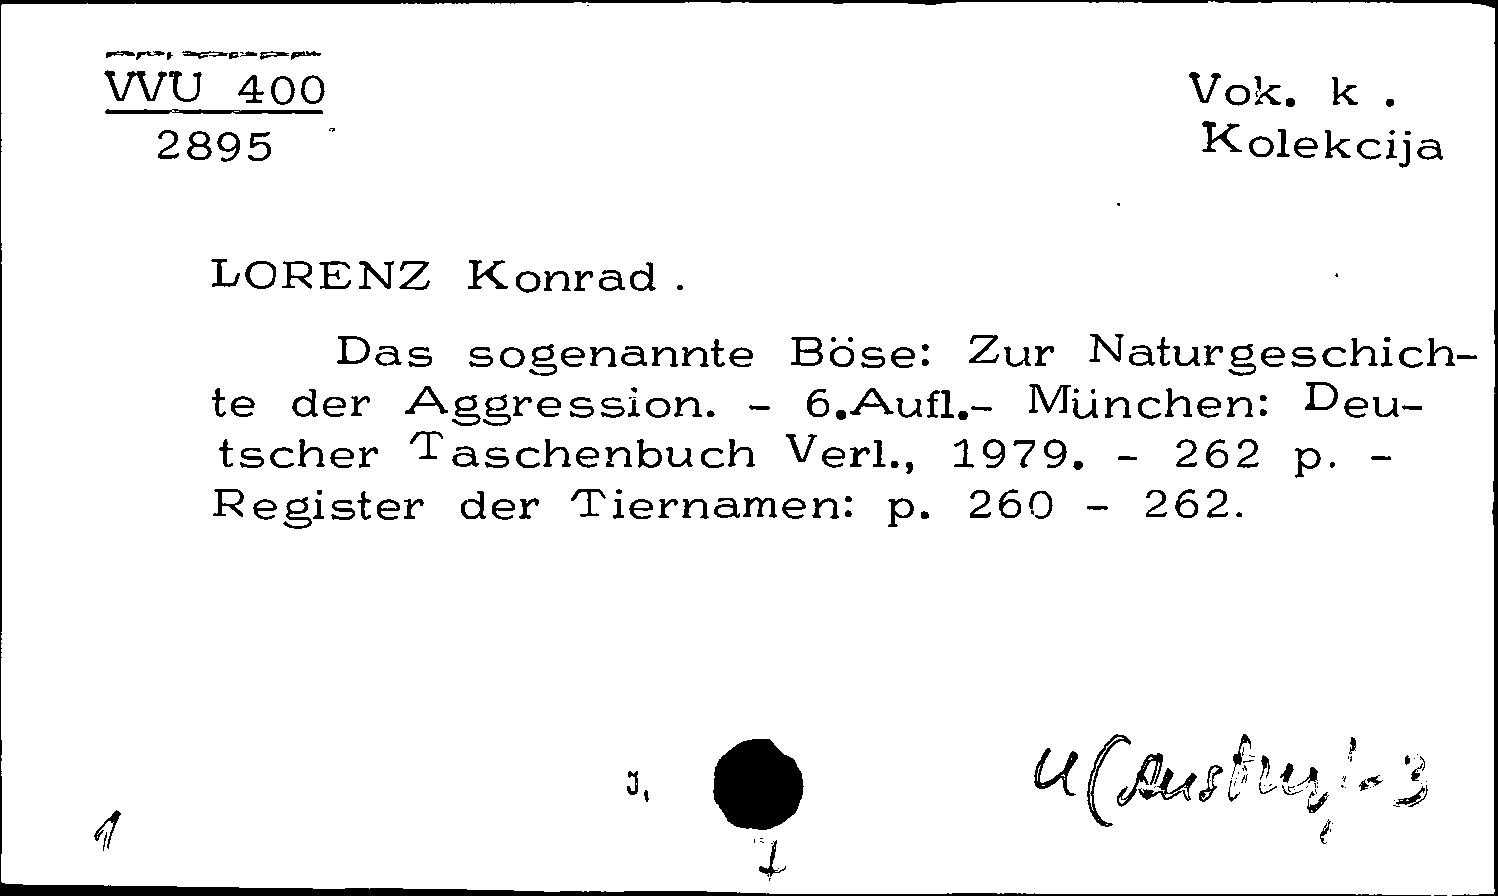 VVU 400
2895
Vok. k.
Kolekcija
LORENZ Konrad.
Das sogenannte Böse: Zur Naturgeschich-
te der Aggression. - 6.Aufl.- München: Deu-
tscher Taschenbuch Verl., 1979. - 262 p. -
Register der Tiernamen: p. 260 - 262.
1